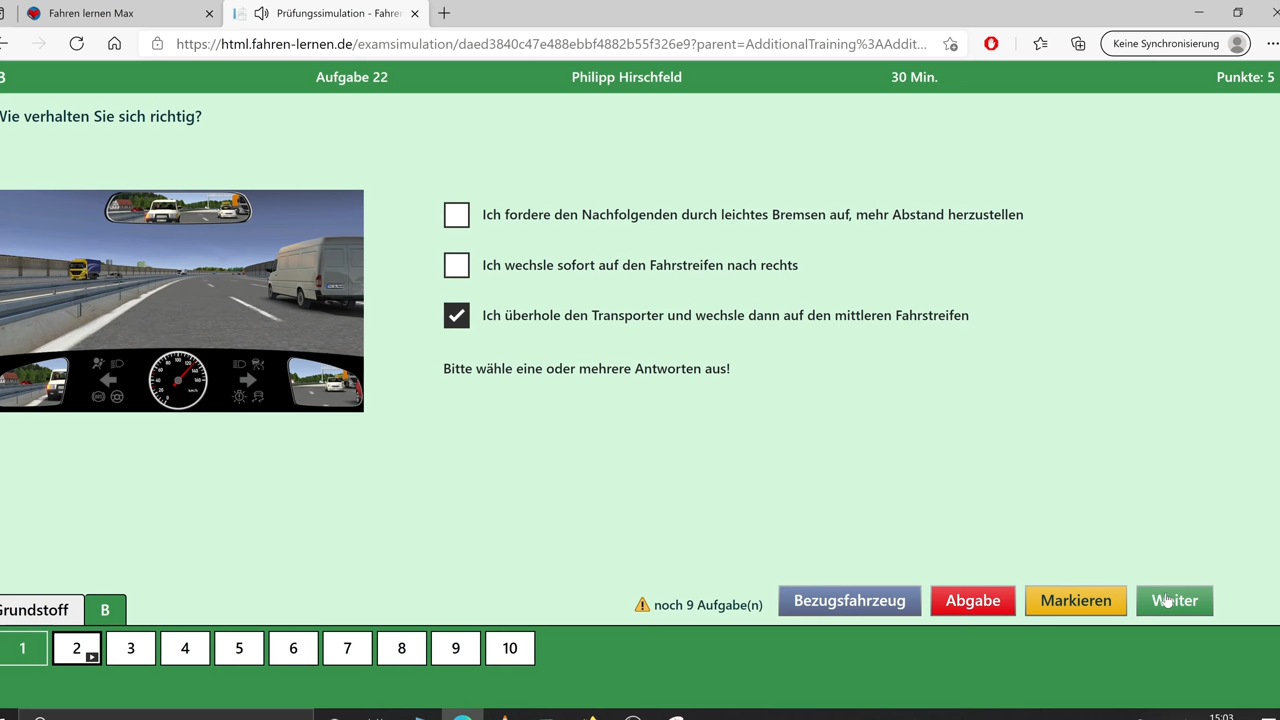 Fahren lernen Max
Prüfungssimulation - Fahre
https://html.fahren-lernen.de/examsimulation/daed3840c47e488ebbf4882b55f326e9?parent=AdditionalTraining%3AAddit...
Keine Synchronisierung
Aufgabe 22
Philipp Hirschfeld
30 Min.
Punkte: 5
Wie verhalten Sie sich richtig?
Ich fordere den Nachfolgenden durch leichtes Bremsen auf, mehr Abstand herzustellen
Ich wechsle sofort auf den Fahrstreifen nach rechts
Ich überhole den Transporter und wechsle dann auf den mittleren Fahrstreifen
Bitte wähle eine oder mehrere Antworten aus!
Grundstoff
B
noch 9 Aufgabe(n)
Bezugsfahrzeug
Abgabe
Markieren
Weiter
1 2 3 4 5 6 7 8 9 10
15:03